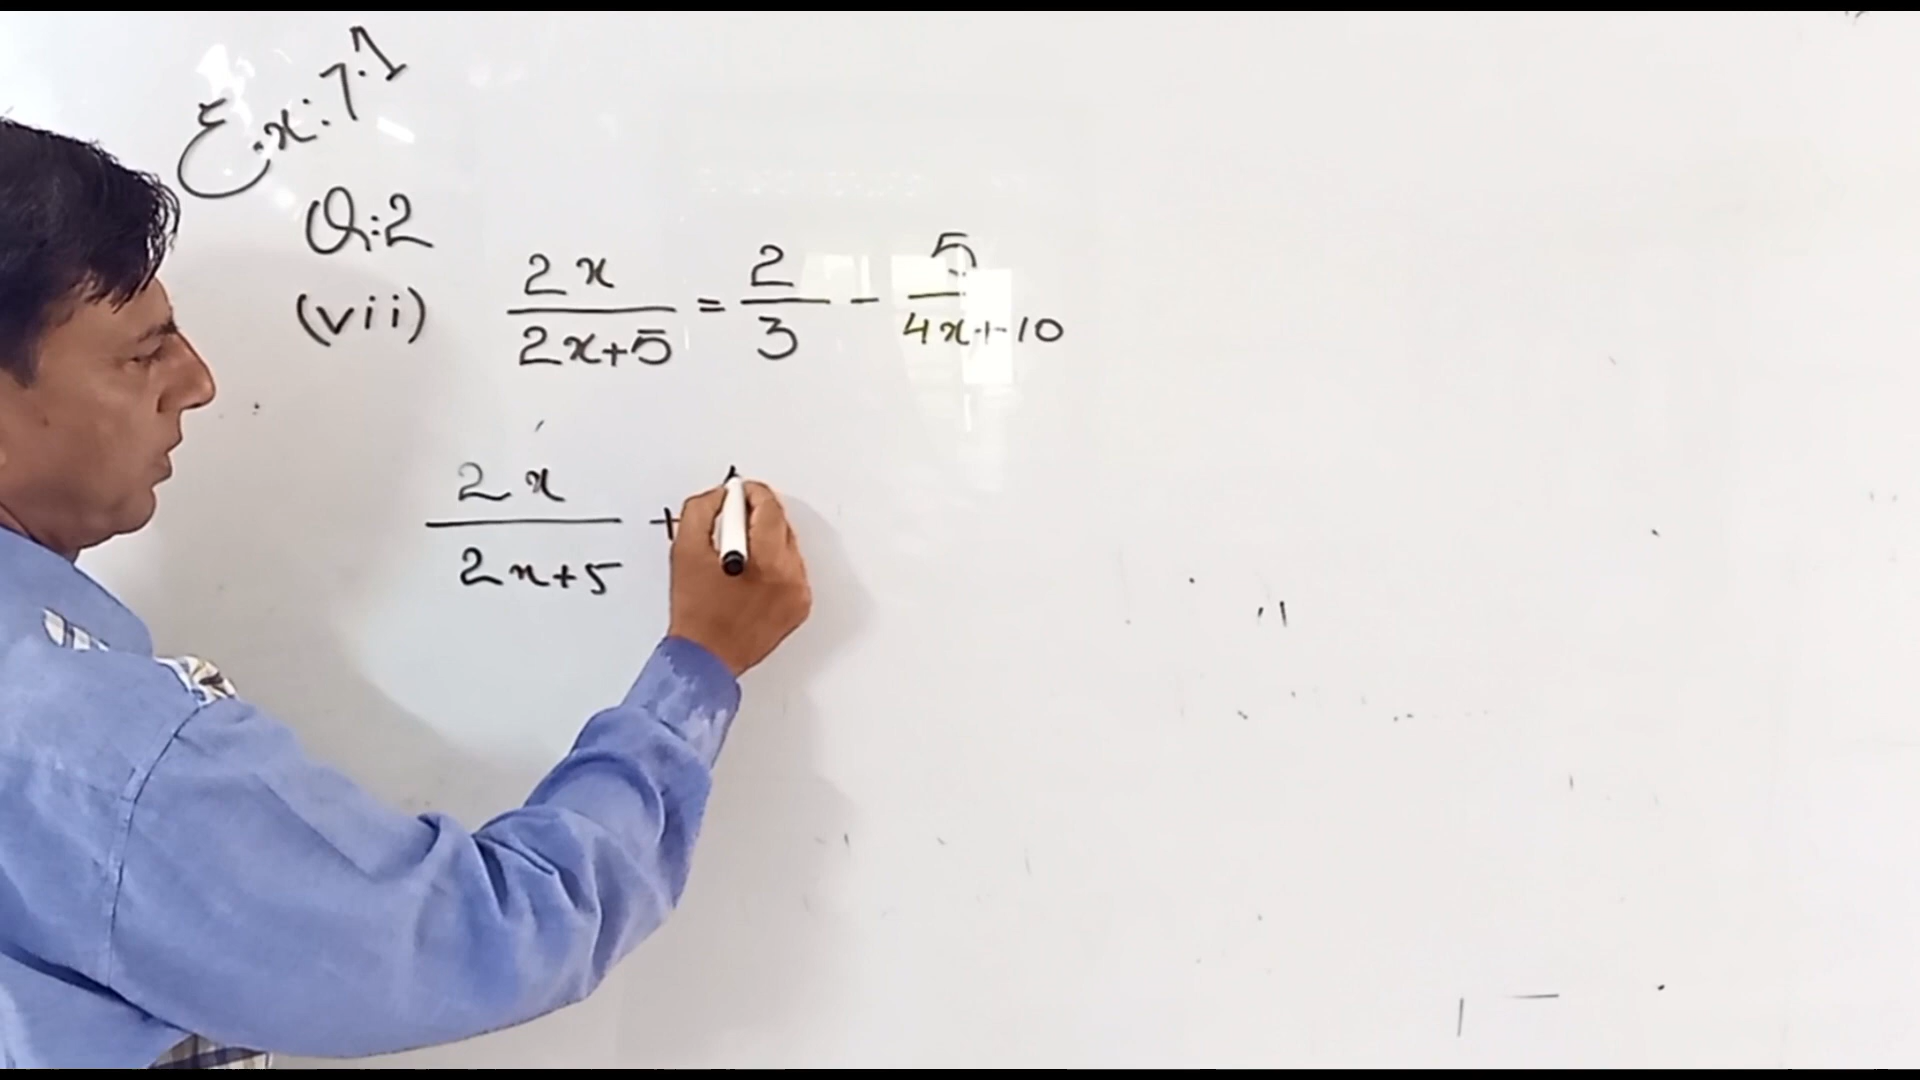 Ex: 7.1
Q:2
(vii) 2x/2x+5 = 2/3 - 5/4x+10
2x/2x+5 +